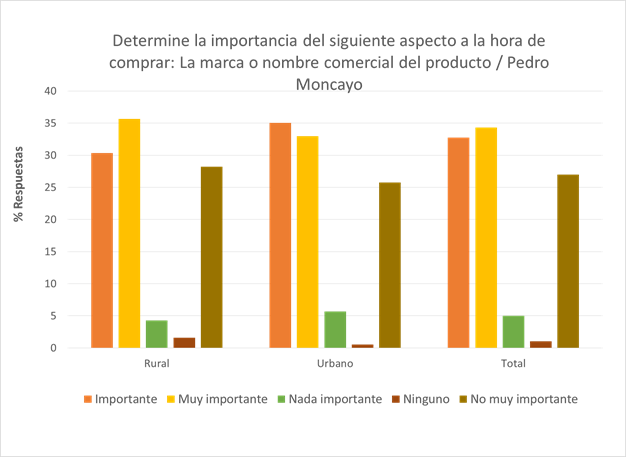 Determine la importancia del siguiente aspecto a la hora de
comprar: La marca o nombre comercial del producto / Pedro
Moncayo
40
35
30
25
20
15
10
5
0
% Respuestas
Rural
Urbano
Total
Importante
Muy importante
Nada importante
Ninguno
No muy importante